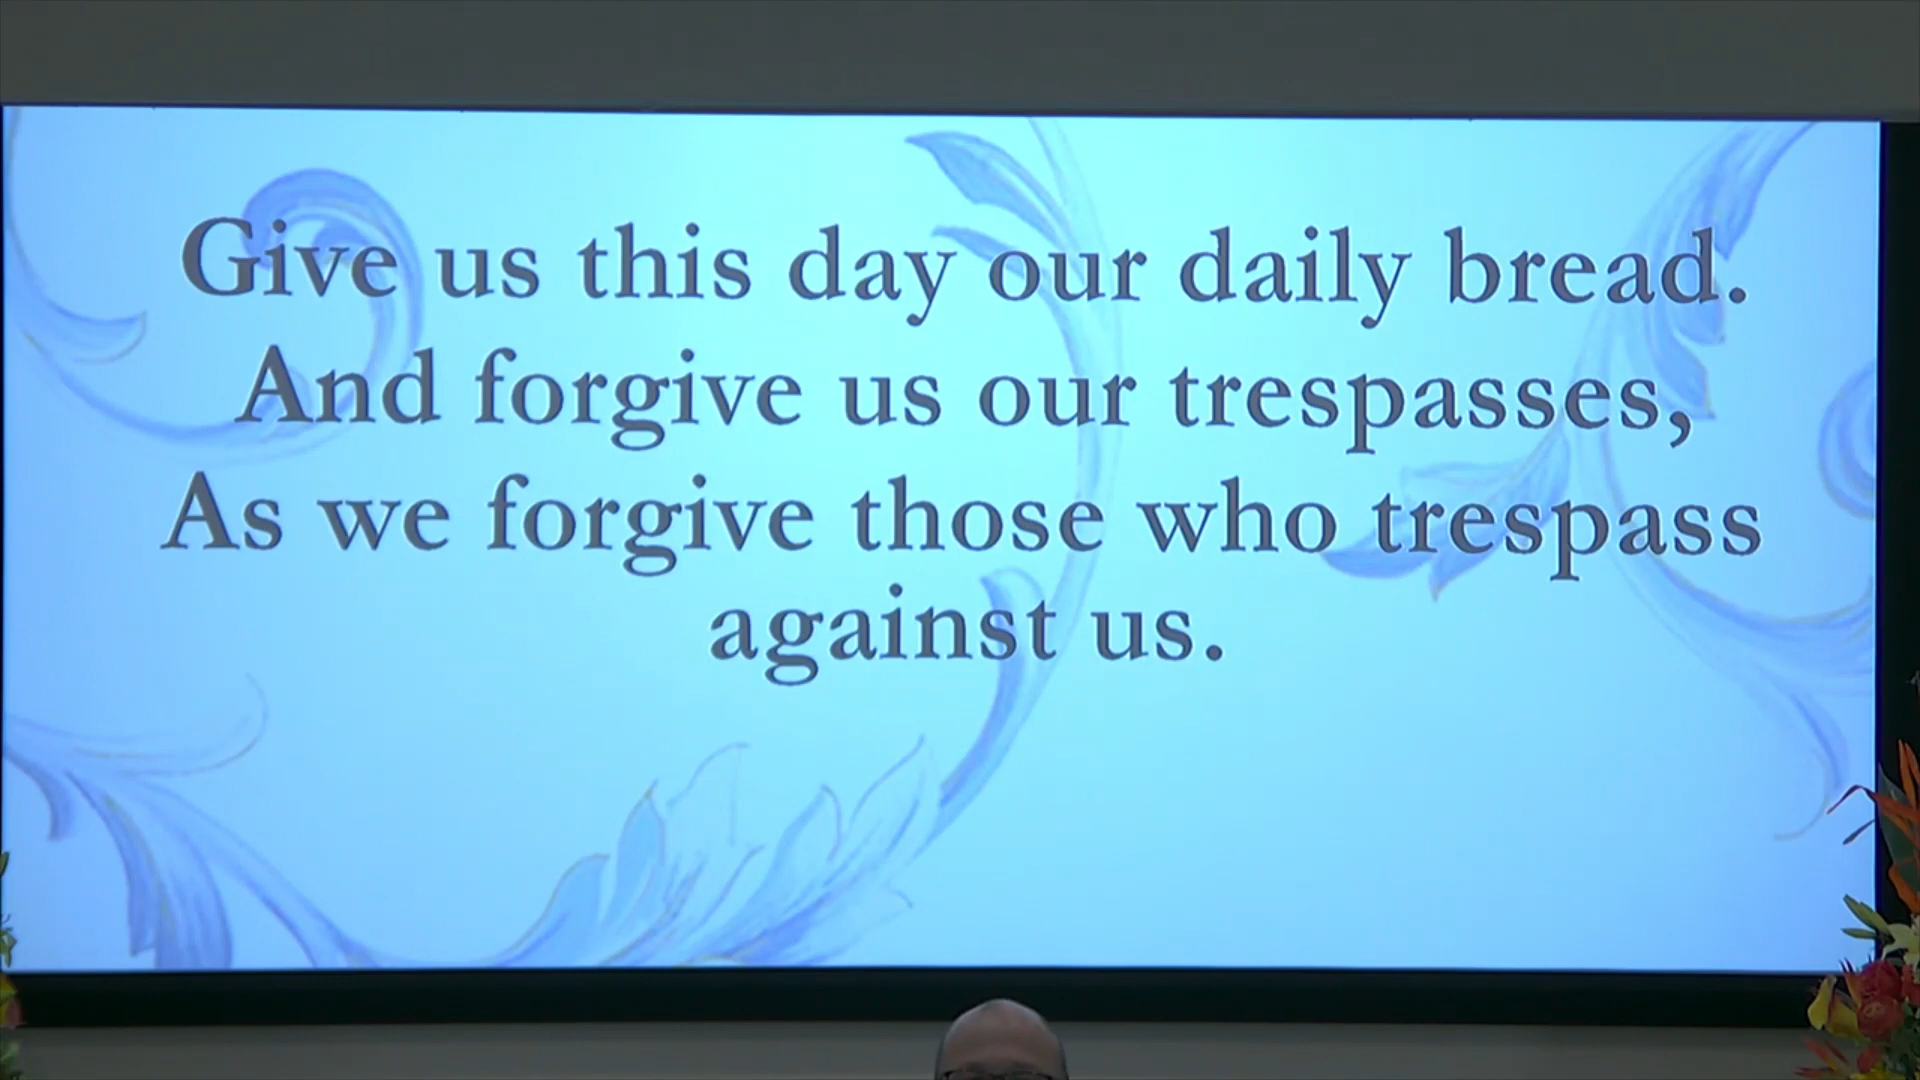 Give us this day our daily bread.
And forgive us our trespasses,
As we forgive those who trespass
against us.